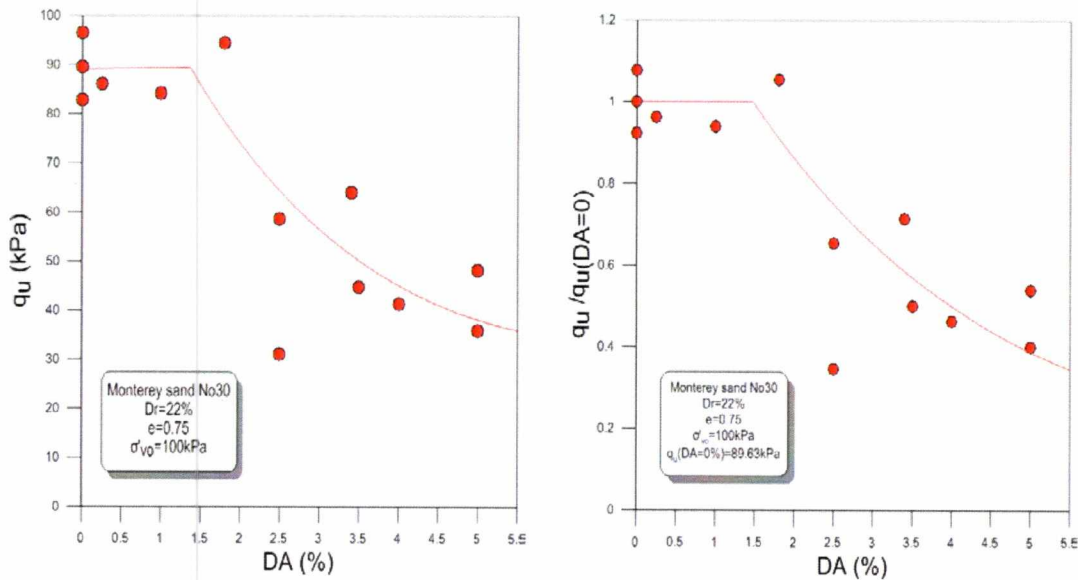 100
90
80
70
60
50
40
30
20
10
0
qu (kPa)
0 0.5 1 1.5 2 2.5 3 3.5 4 4.5 5 5.5
DA (%)
Monterey sand No30
Dr=22%
e=0.75
σ'vo=100kPa
1.2
1
0.8
0.6
0.4
0.2
0
qu /qu(DA=0)
0 0.5 1 1.5 2 2.5 3 3.5 4 4.5 5 5.5
DA (%)
Monterey sand No30
Dr=22%
e=0.75
σ'vo=100kPa
qu(DA=0%)=89.63kPa